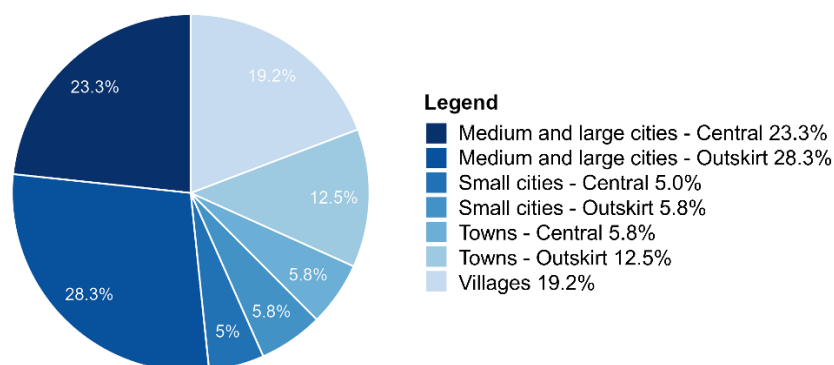 23.3%
19.2%
12.5%
5.8%
5.8%
5%
28.3%
Legend
Medium and large cities - Central 23.3%
Medium and large cities - Outskirt 28.3%
Small cities - Central 5.0%
Small cities - Outskirt 5.8%
Towns - Central 5.8%
Towns - Outskirt 12.5%
Villages 19.2%